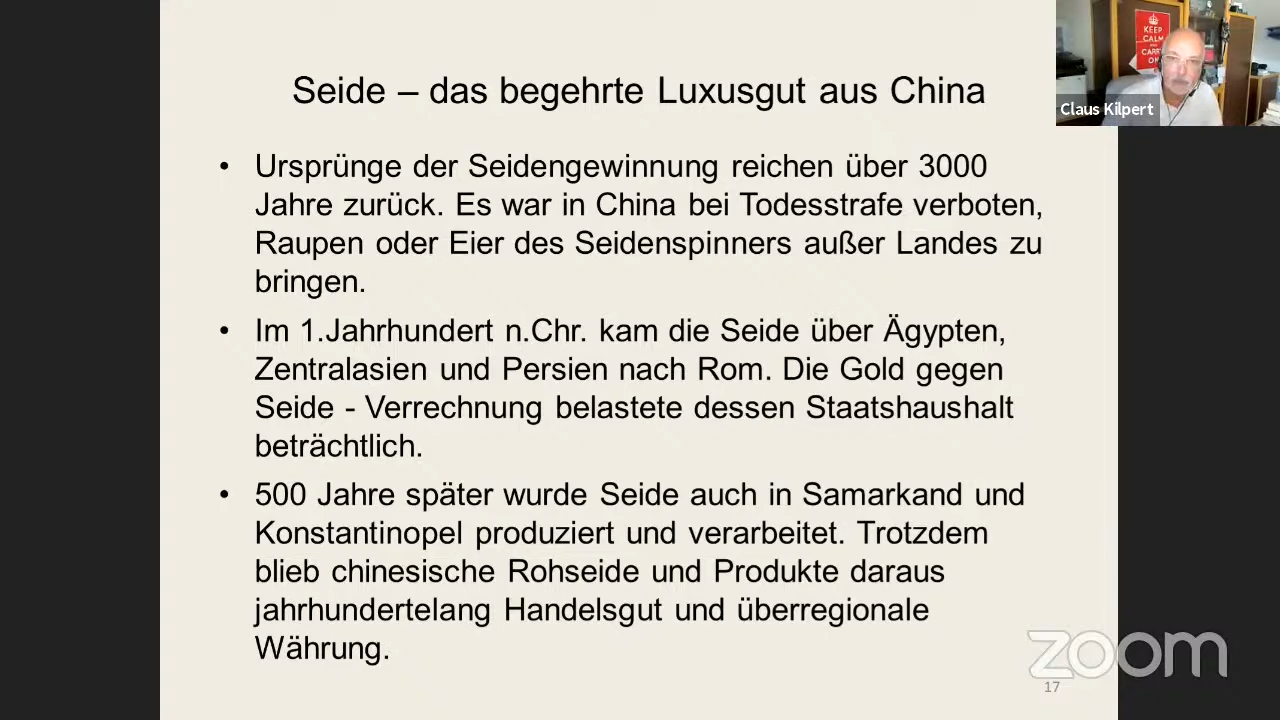 Seide – das begehrte Luxusgut aus China
• Ursprünge der Seidengewinnung reichen über 3000
Jahre zurück. Es war in China bei Todesstrafe verboten,
Raupen oder Eier des Seidenspinners außer Landes zu
bringen.
• Im 1.Jahrhundert n.Chr. kam die Seide über Ägypten,
Zentralasien und Persien nach Rom. Die Gold gegen
Seide - Verrechnung belastete dessen Staatshaushalt
beträchtlich.
• 500 Jahre später wurde Seide auch in Samarkand und
Konstantinopel produziert und verarbeitet. Trotzdem
blieb chinesische Rohseide und Produkte daraus
jahrhundertelang Handelsgut und überregionale
Währung.
17
zoom
KEEP
CALM
AND
CARRY
ON
Claus Kilpert